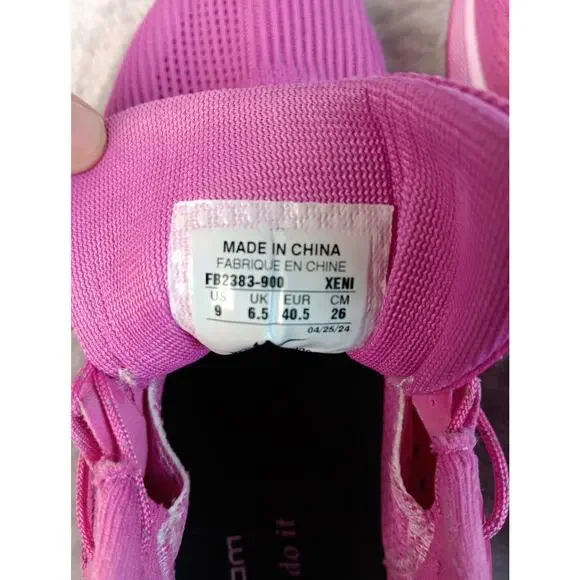 MADE IN CHINA
FABRIQUE EN CHINE
FB2383-900 XENI
US UK EUR CM
9 6.5 40.5 26
04/25/24
do it